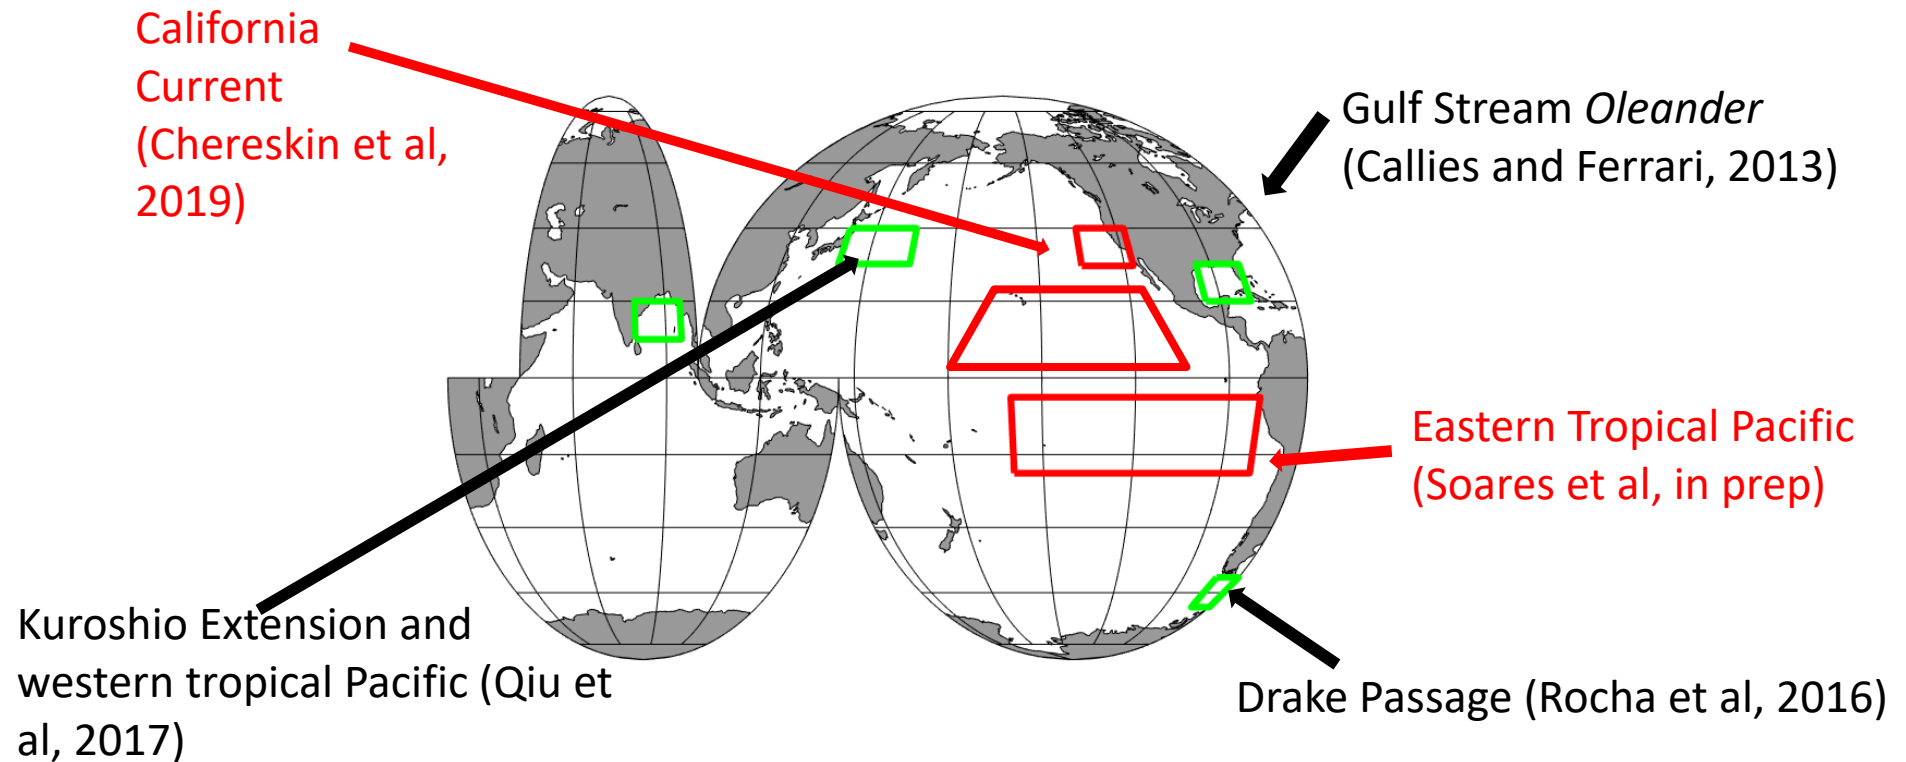 California
Current
(Chereskin et al,
2019)
Gulf Stream Oleander
(Callies and Ferrari, 2013)
Eastern Tropical Pacific
(Soares et al, in prep)
Kuroshio Extension and
western tropical Pacific (Qiu et
al, 2017)
Drake Passage (Rocha et al, 2016)